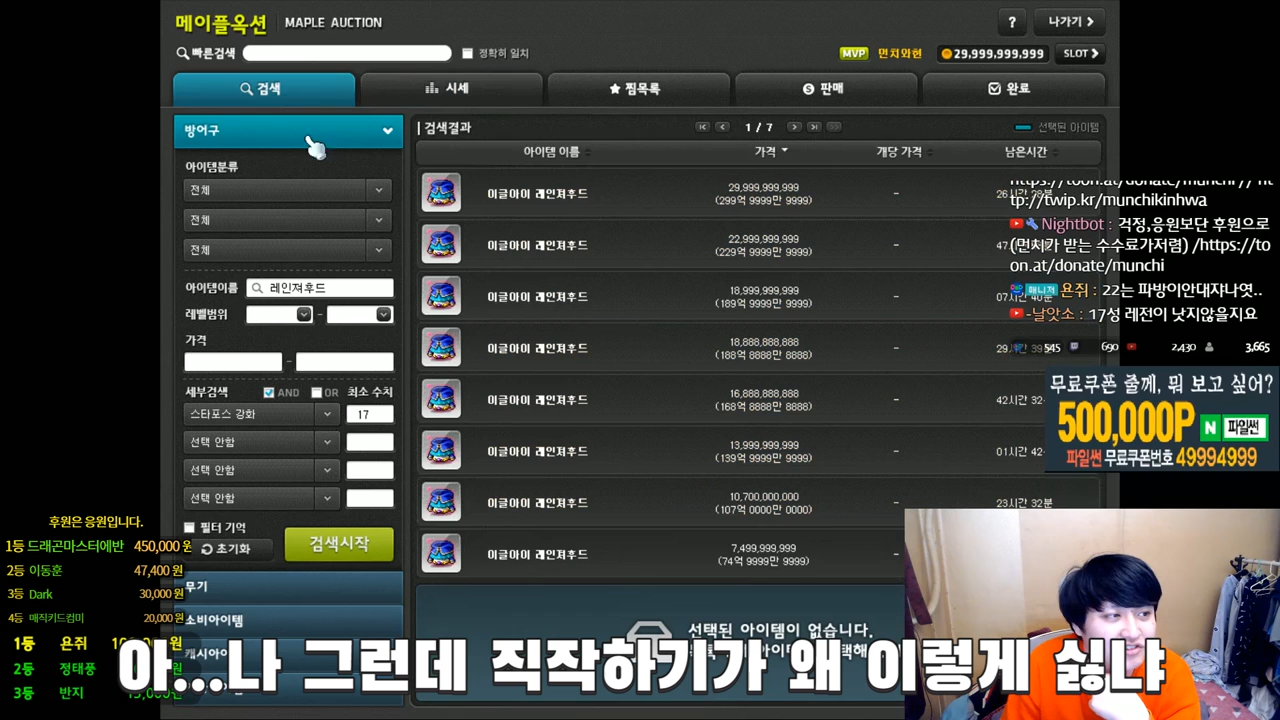 메이플옥션 MAPLE AUCTION
? 나가기 >
빠른검색 정확히 일치
MVP 먼치와현 29,999,999,999 SLOT >
검색 시세 찜목록 판매 완료
방어구
아이템분류
전체
전체
전체
아이템이름 레인져후드
레벨범위 -
가격
-
세부검색 AND OR 최소 수치
스타포스 강화 17
선택 안함
선택 안함
선택 안함
필터 기억
초기화 검색시작
무기
소비아이템
캐시아이
검색결과 1 / 7 선택된 아이템
아이템 이름 가격 개당 가격 남은시간
이글아이 레인져후드 29,999,999,999 -
(299억 9999만 9999)
이글아이 레인져후드 22,999,999,999 -
(229억 9999만 9999)
이글아이 레인져후드 18,999,999,999 -
(189억 9999만 9999)
이글아이 레인져후드 18,888,888,888 -
(188억 8888만 8888)
이글아이 레인져후드 16,888,888,888 -
(168억 8888만 8888)
이글아이 레인져후드 13,999,999,999 -
(139억 9999만 9999)
이글아이 레인져후드 10,700,000,000 - 23시간 32분
(107억 0000만 0000)
이글아이 레인져후드 7,499,999,999 -
(74억 9999만 9999)
선택된 아이템이 없습니다.
tp://twip.kr/munchikinhwa
Nightbot : 걱정,응원보단 후원으로
(먼치가 받는 수수료가저렴) /https://to
on.at/donate/munchi
매니저 욘쥐 : 22는 파방이안대쟈나엿..
-날앗소 : 17성 레전이 낫지않을지요
545 690 2,430 3,665
무료쿠폰 줄게, 뭐 보고 싶어?
500,000P N 파일썬
파일썬 무료쿠폰번호 49994999
후원은 응원입니다.
1등 드래곤마스터에반 450,000 원
2등 이동훈 47,400 원
3등 Dark 30,000 원
4등 매직키드컴미 20,000 원
1등 욘쥐
2등 정태풍
3등 반지
아...나 그런데 직작하기가 왜 이렇게 싫냐